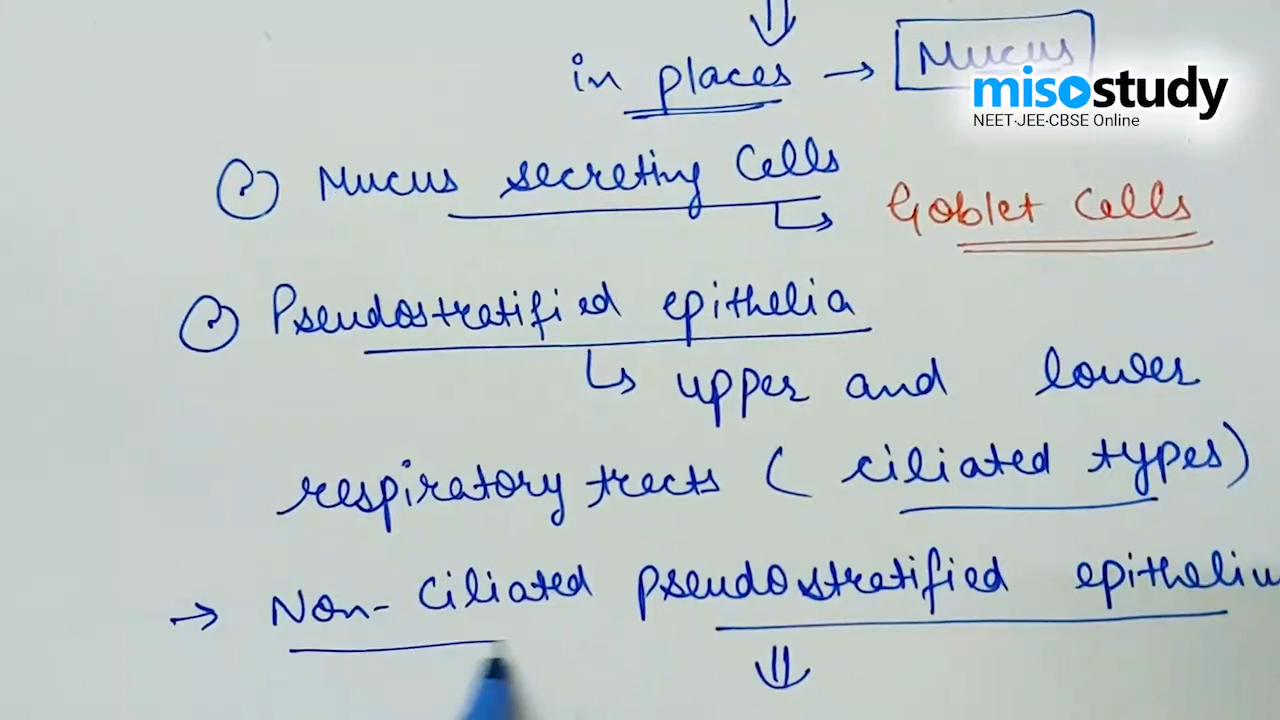 in places → Mucus
misostudy
NEET-JEE-CBSE Online
Mucus secreting Cells
↳ Goblet Cells
Pseudostratified epithelia
↳ upper and lower
respiratory trects (ciliated types)
→ Non-Ciliated pseudostratified epitheliu